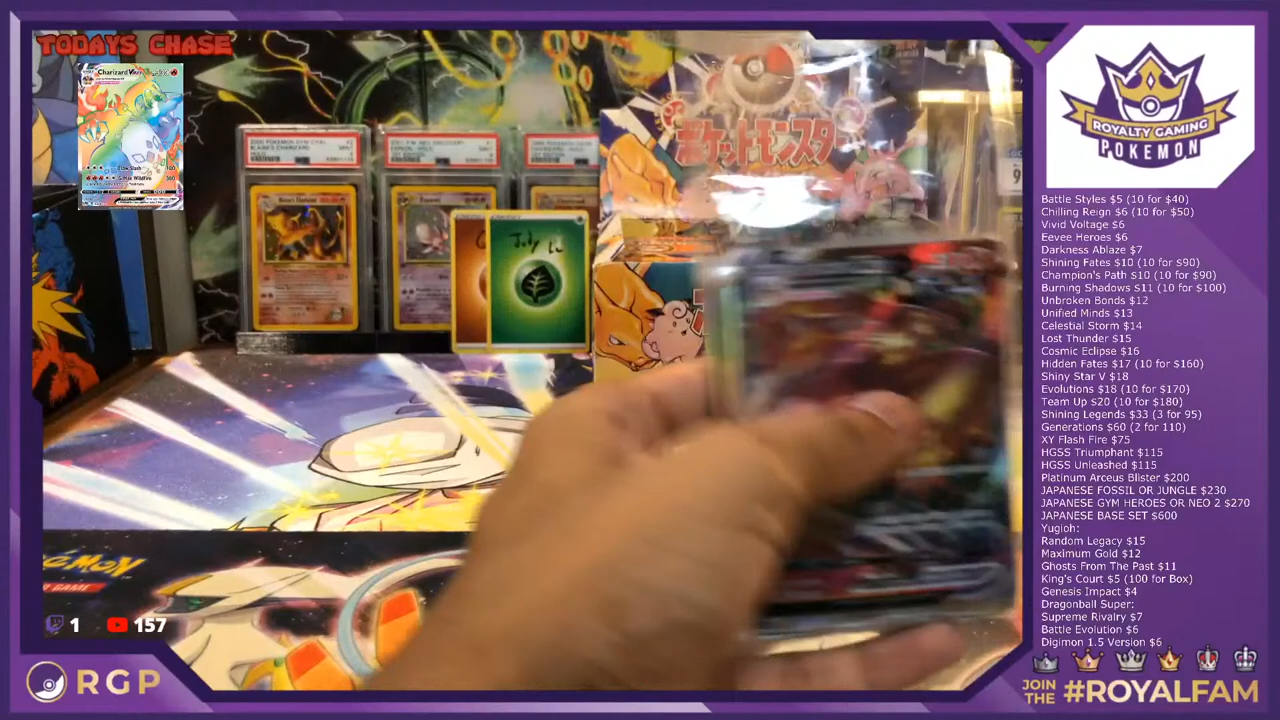 TODAYS CHASE
Charizard
ROYALTY GAMING
POKEMON
ポケットモンスタ
Battle Styles $5 (10 for $40)
Chilling Reign $6 (10 for $50)
Vivid Voltage $6
Eevee Heroes $6
Darkness Ablaze $7
Shining Fates $10 (10 for $90)
Champion's Path $10 (10 for $90)
Burning Shadows $11 (10 for $100)
Unbroken Bonds $12
Unified Minds $13
Celestial Storm $14
Lost Thunder $15
Cosmic Eclipse $16
Hidden Fates $17 (10 for $160)
Shiny Star V $18
Evolutions $18 (10 for $170)
Team Up $20 (10 for $180)
Shining Legends $33 (3 for 95)
Generations $60 (2 for 110)
XY Flash Fire $75
HGSS Triumphant $115
HGSS Unleashed $115
Platinum Arceus Blister $200
JAPANESE FOSSIL OR JUNGLE $230
JAPANESE GYM HEROES OR NEO 2 $270
JAPANESE BASE SET $600
Yugioh:
Random Legacy $15
Maximum Gold $12
Ghosts From The Past $11
King's Court $5 (100 for Box)
Genesis Impact $4
Dragonball Super:
Supreme Rivalry $7
Battle Evolution $6
Digimon 1.5 Version $6
1 157
RGP
JOIN
THE #ROYALFAM